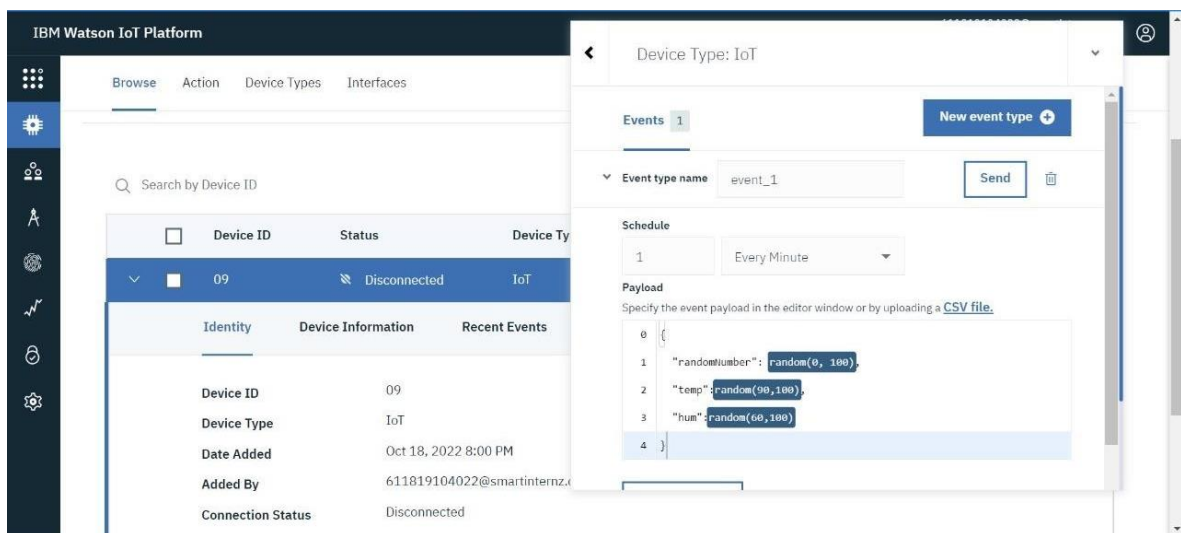 IBM Watson IoT Platform
Browse Action Device Types Interfaces
Search by Device ID
Device ID Status Device Ty
09 Disconnected IoT
Identity Device Information Recent Events
Device ID 09
Device Type IoT
Date Added Oct 18, 2022 8:00 PM
Added By 611819104022@smartinternz.
Connection Status Disconnected
Device Type: IoT
Events 1
New event type
Event type name event_1 Send
Schedule
1 Every Minute
Payload
Specify the event payload in the editor window or by uploading a CSV file.
0 {
1 "randomNumber": random(0, 100),
2 "temp":random(90,100),
3 "hum":random(60,100)
4 }